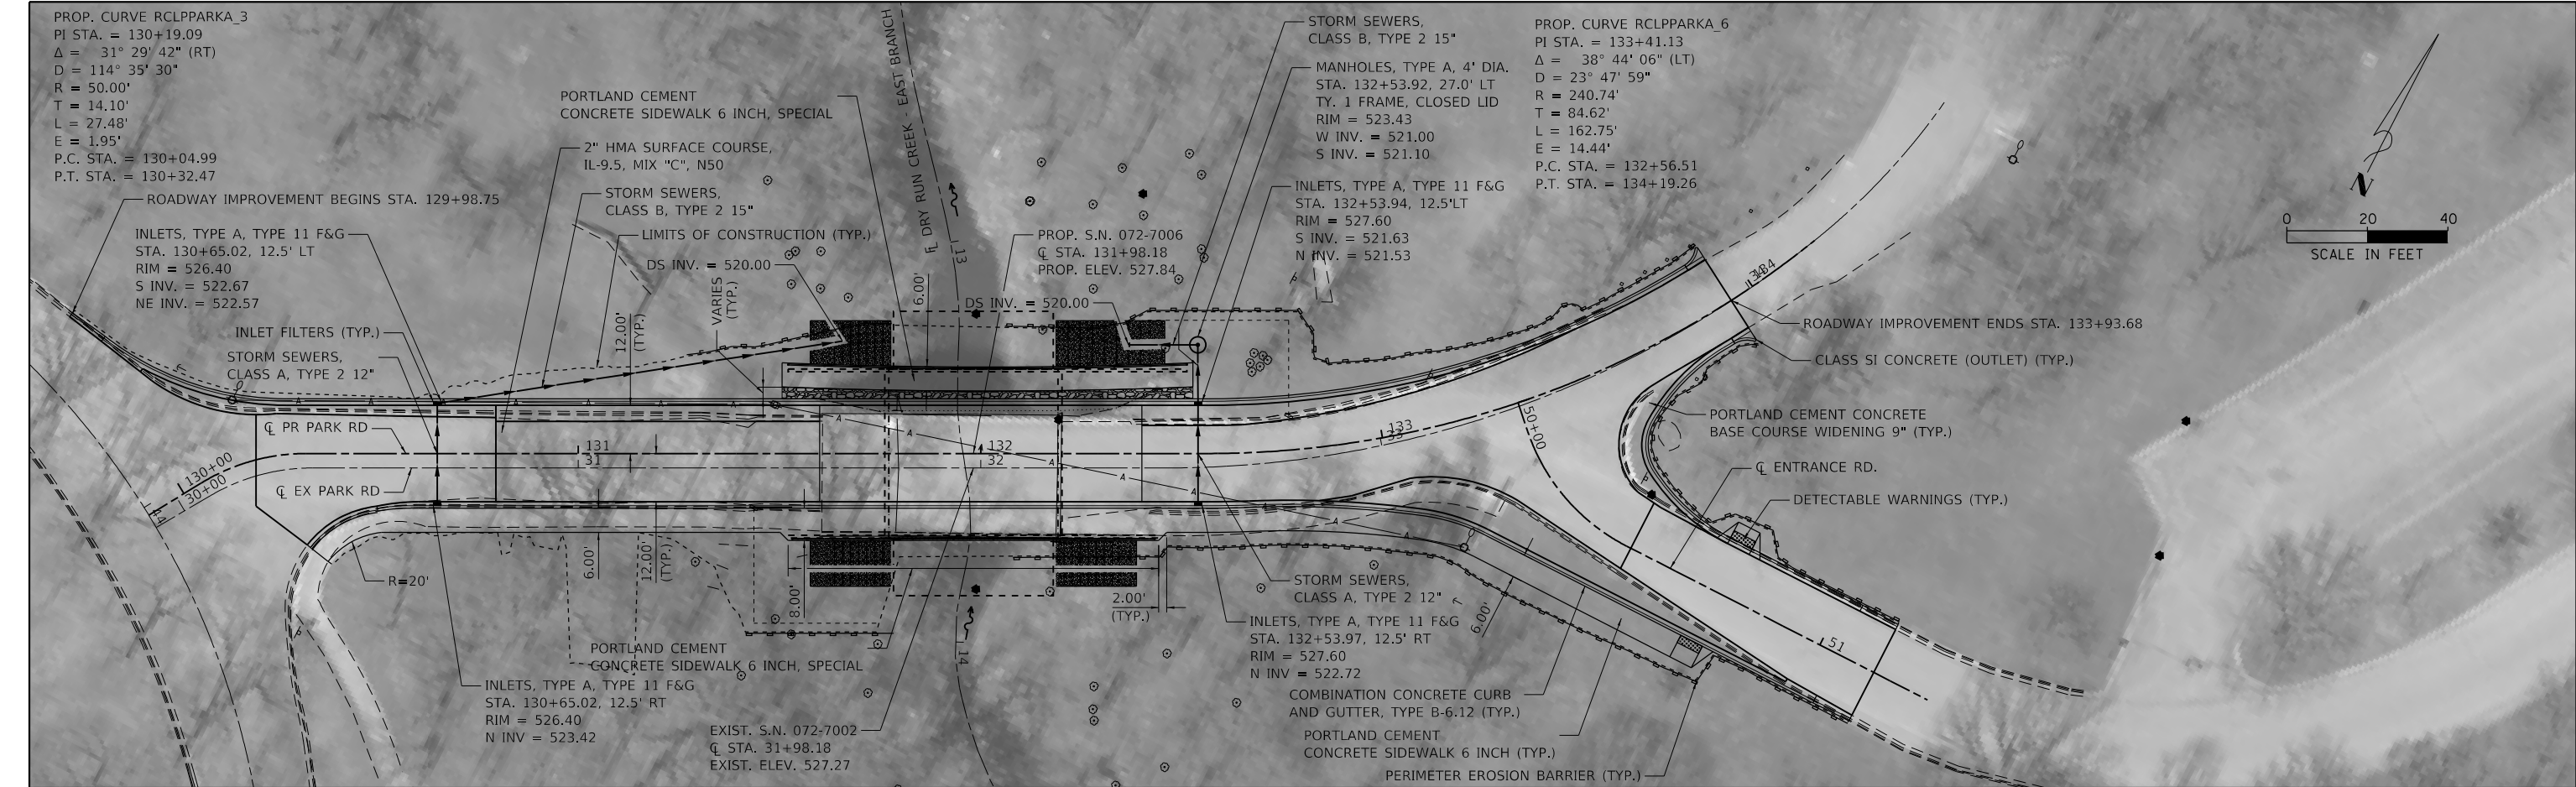 PROP. CURVE RCLPPARKA_3
PI STA. = 130+19.09
Δ = 31° 29' 42" (RT)
D = 114° 35' 30"
R = 50.00'
T = 14.10'
L = 27.48'
E = 1.95'
P.C. STA. = 130+04.99
P.T. STA. = 130+32.47
ROADWAY IMPROVEMENT BEGINS STA. 129+98.75
INLETS, TYPE A, TYPE 11 F&G
STA. 130+65.02, 12.5' LT
RIM = 526.40
S INV. = 522.67
NE INV. = 522.57
INLET FILTERS (TYP.)
STORM SEWERS,
CLASS A, TYPE 2 12"
℄ PR PARK RD
℄ EX PARK RD
130+00
30+00
44
R=20'
PORTLAND CEMENT
CONCRETE SIDEWALK 6 INCH, SPECIAL
2" HMA SURFACE COURSE,
IL-9.5, MIX "C", N50
STORM SEWERS,
CLASS B, TYPE 2 15"
LIMITS OF CONSTRUCTION (TYP.)
DS INV. = 520.00
VARIES
(TYP.)
12.00'
(TYP.)
6.00'
131
31
6.00'
12.00'
(TYP.)
8.00'
PORTLAND CEMENT
CONCRETE SIDEWALK 6 INCH, SPECIAL
INLETS, TYPE A, TYPE 11 F&G
STA. 130+65.02, 12.5' RT
RIM = 526.40
N INV = 523.42
EXIST. S.N. 072-7002
℄ STA. 31+98.18
EXIST. ELEV. 527.27
FL DRY RUN CREEK - EAST BRANCH
13
14
PROP. S.N. 072-7006
℄ STA. 131+98.18
PROP. ELEV. 527.84
DS INV. = 520.00
132
32
2.00'
(TYP.)
STORM SEWERS,
CLASS B, TYPE 2 15"
MANHOLES, TYPE A, 4' DIA.
STA. 132+53.92, 27.0' LT
TY. 1 FRAME, CLOSED LID
RIM = 523.43
W INV. = 521.00
S INV. = 521.10
INLETS, TYPE A, TYPE 11 F&G
STA. 132+53.94, 12.5'LT
RIM = 527.60
S INV. = 521.63
N INV. = 521.53
133
33
STORM SEWERS,
CLASS A, TYPE 2 12"
INLETS, TYPE A, TYPE 11 F&G
STA. 132+53.97, 12.5' RT
RIM = 527.60
N INV = 522.72
6.00'
COMBINATION CONCRETE CURB
AND GUTTER, TYPE B-6.12 (TYP.)
PORTLAND CEMENT
CONCRETE SIDEWALK 6 INCH (TYP.)
PERIMETER EROSION BARRIER (TYP.)
PROP. CURVE RCLPPARKA_6
PI STA. = 133+41.13
Δ = 38° 44' 06" (LT)
D = 23° 47' 59"
R = 240.74'
T = 84.62'
L = 162.75'
E = 14.44'
P.C. STA. = 132+56.51
P.T. STA. = 134+19.26
ROADWAY IMPROVEMENT ENDS STA. 133+93.68
CLASS SI CONCRETE (OUTLET) (TYP.)
PORTLAND CEMENT CONCRETE
BASE COURSE WIDENING 9" (TYP.)
℄ ENTRANCE RD.
DETECTABLE WARNINGS (TYP.)
50+00
51
N
0 20 40
SCALE IN FEET